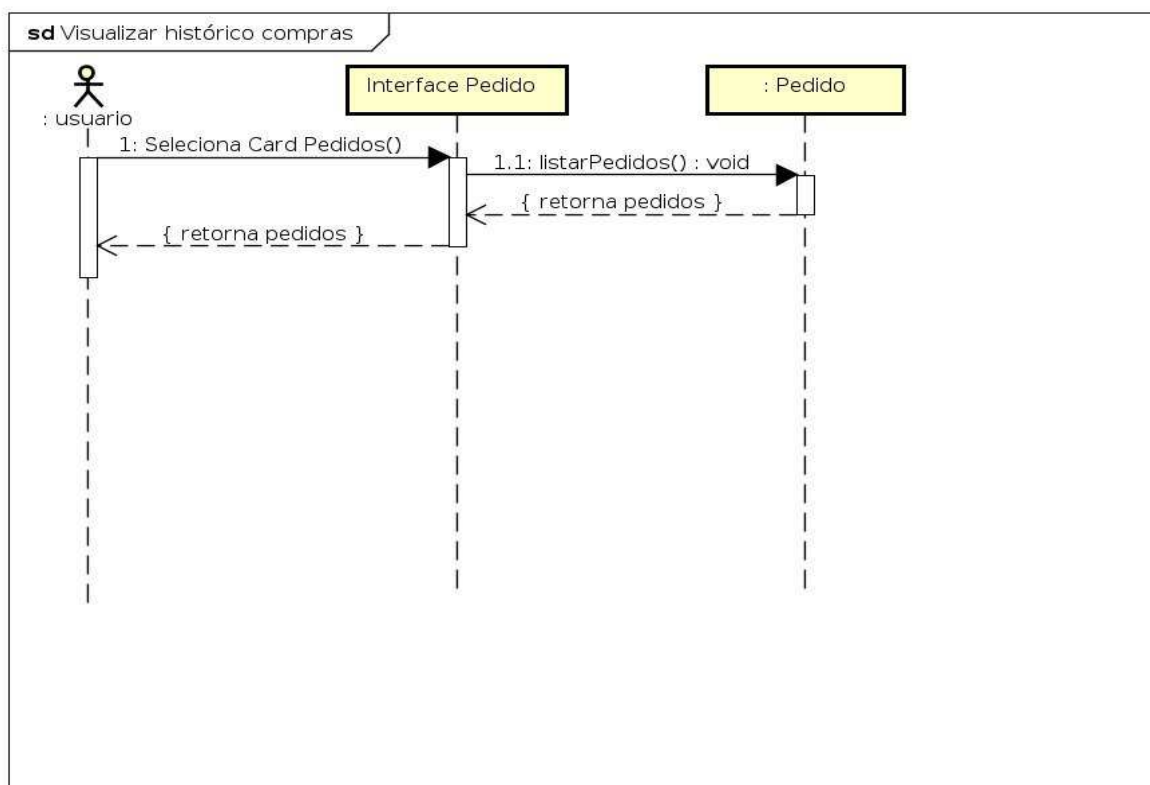 sd Visualizar histórico compras
: usuario
Interface Pedido
: Pedido
1: Seleciona Card Pedidos()
1.1: listarPedidos() : void
{ retorna pedidos }
{ retorna pedidos }